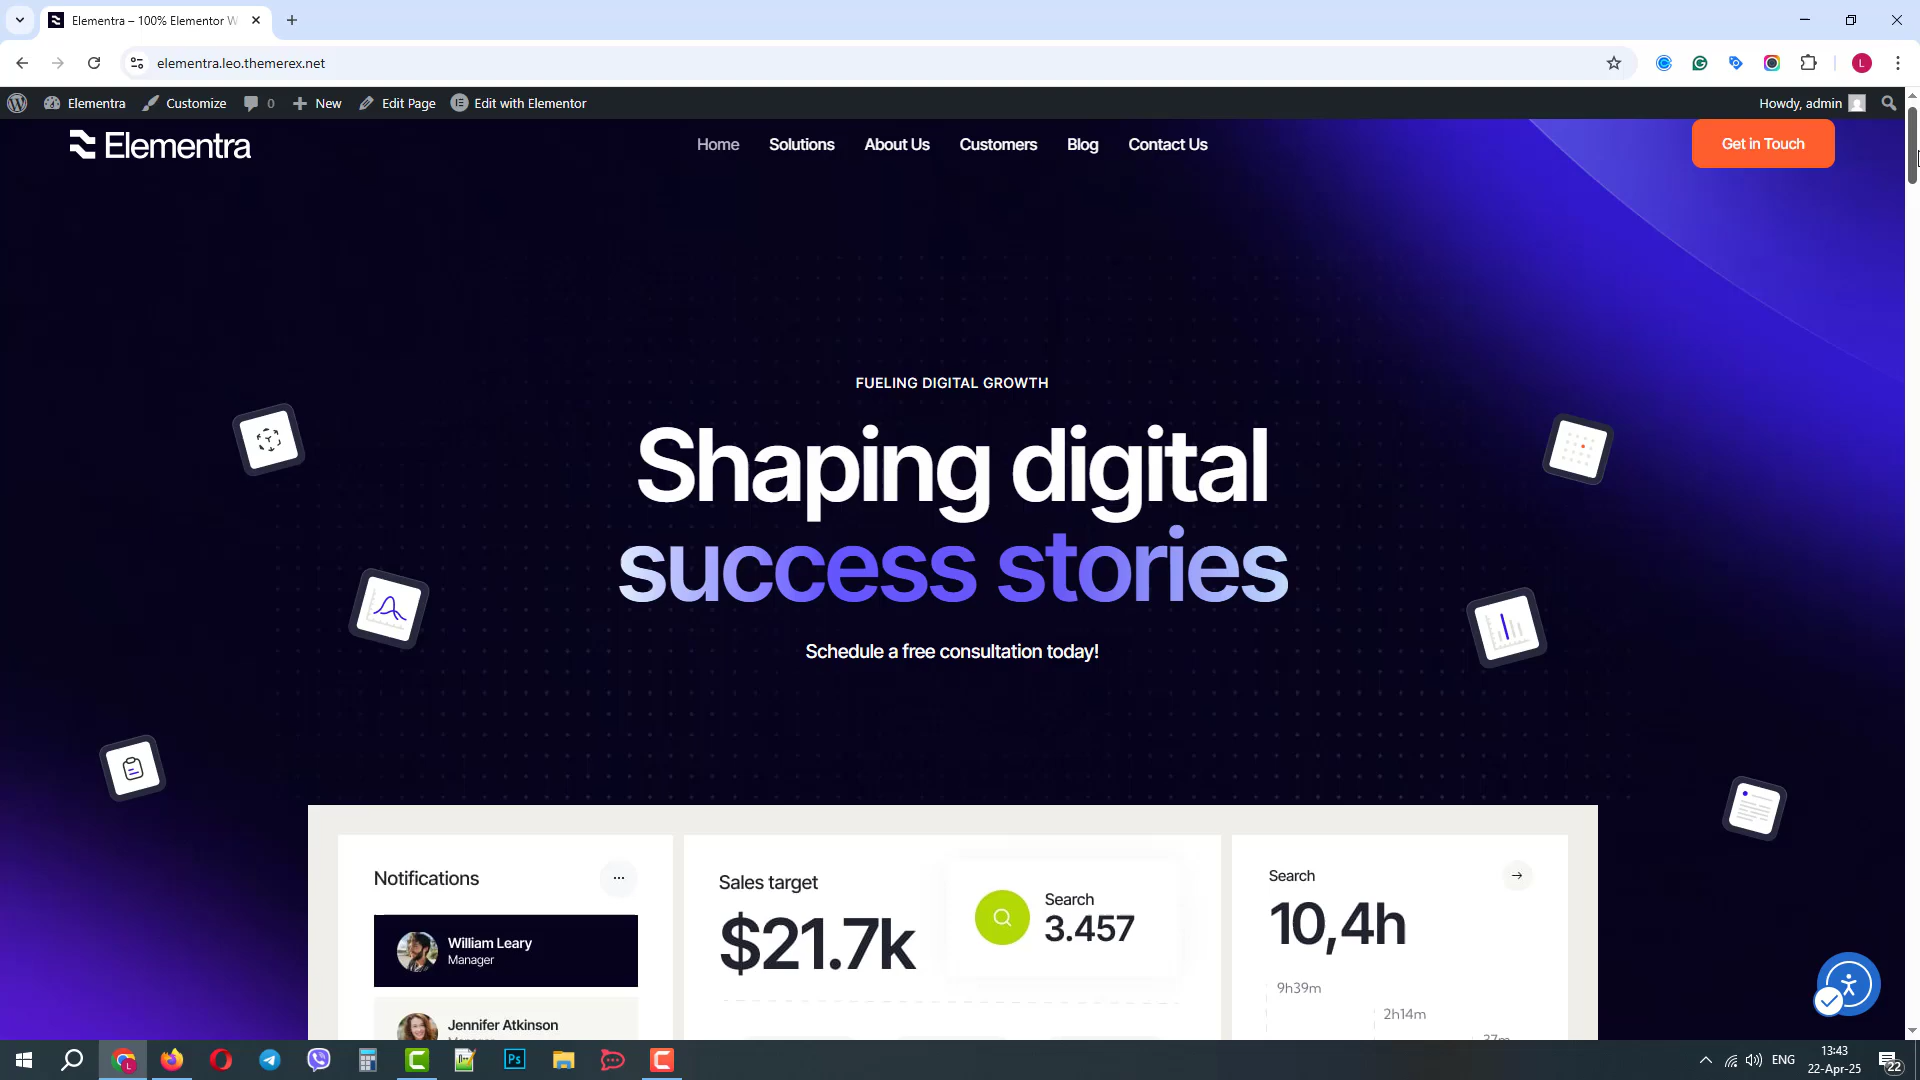 Elementra – 100% Elementor W
elementra.leo.themerex.net
L
Elementra
Customize
0
New
Edit Page
Edit with Elementor
Howdy, admin
Elementra
Home
Solutions
About Us
Customers
Blog
Contact Us
Get in Touch
FUELING DIGITAL GROWTH
Shaping digital
success stories
Schedule a free consultation today!
Notifications
William Leary
Manager
Jennifer Atkinson
Sales target
$21.7k
Search
3.457
Search
10,4h
9h39m
2h14m
37m
L
Ps
ENG
13:43
22-Apr-25
22